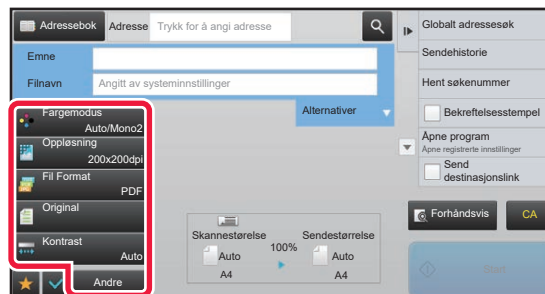 Adressebok
Adresse
Trykk for å angi adresse
Emne
Filnavn
Angitt av systeminnstillinger
Alternativer
Fargemodus
Auto/Mono2
Oppløsning
200x200dpi
Fil Format
PDF
Original
Kontrast
Auto
Andre
Skannestørelse
100%
Sendestørrelse
Auto
Auto
A4
A4
Globalt adressesøk
Sendehistorie
Hent søkenummer
Bekreftelsesstempel
Åpne program
Åpne registrerte innstillinger
Send
destinasjonslink
Forhåndsvis
CA
Start